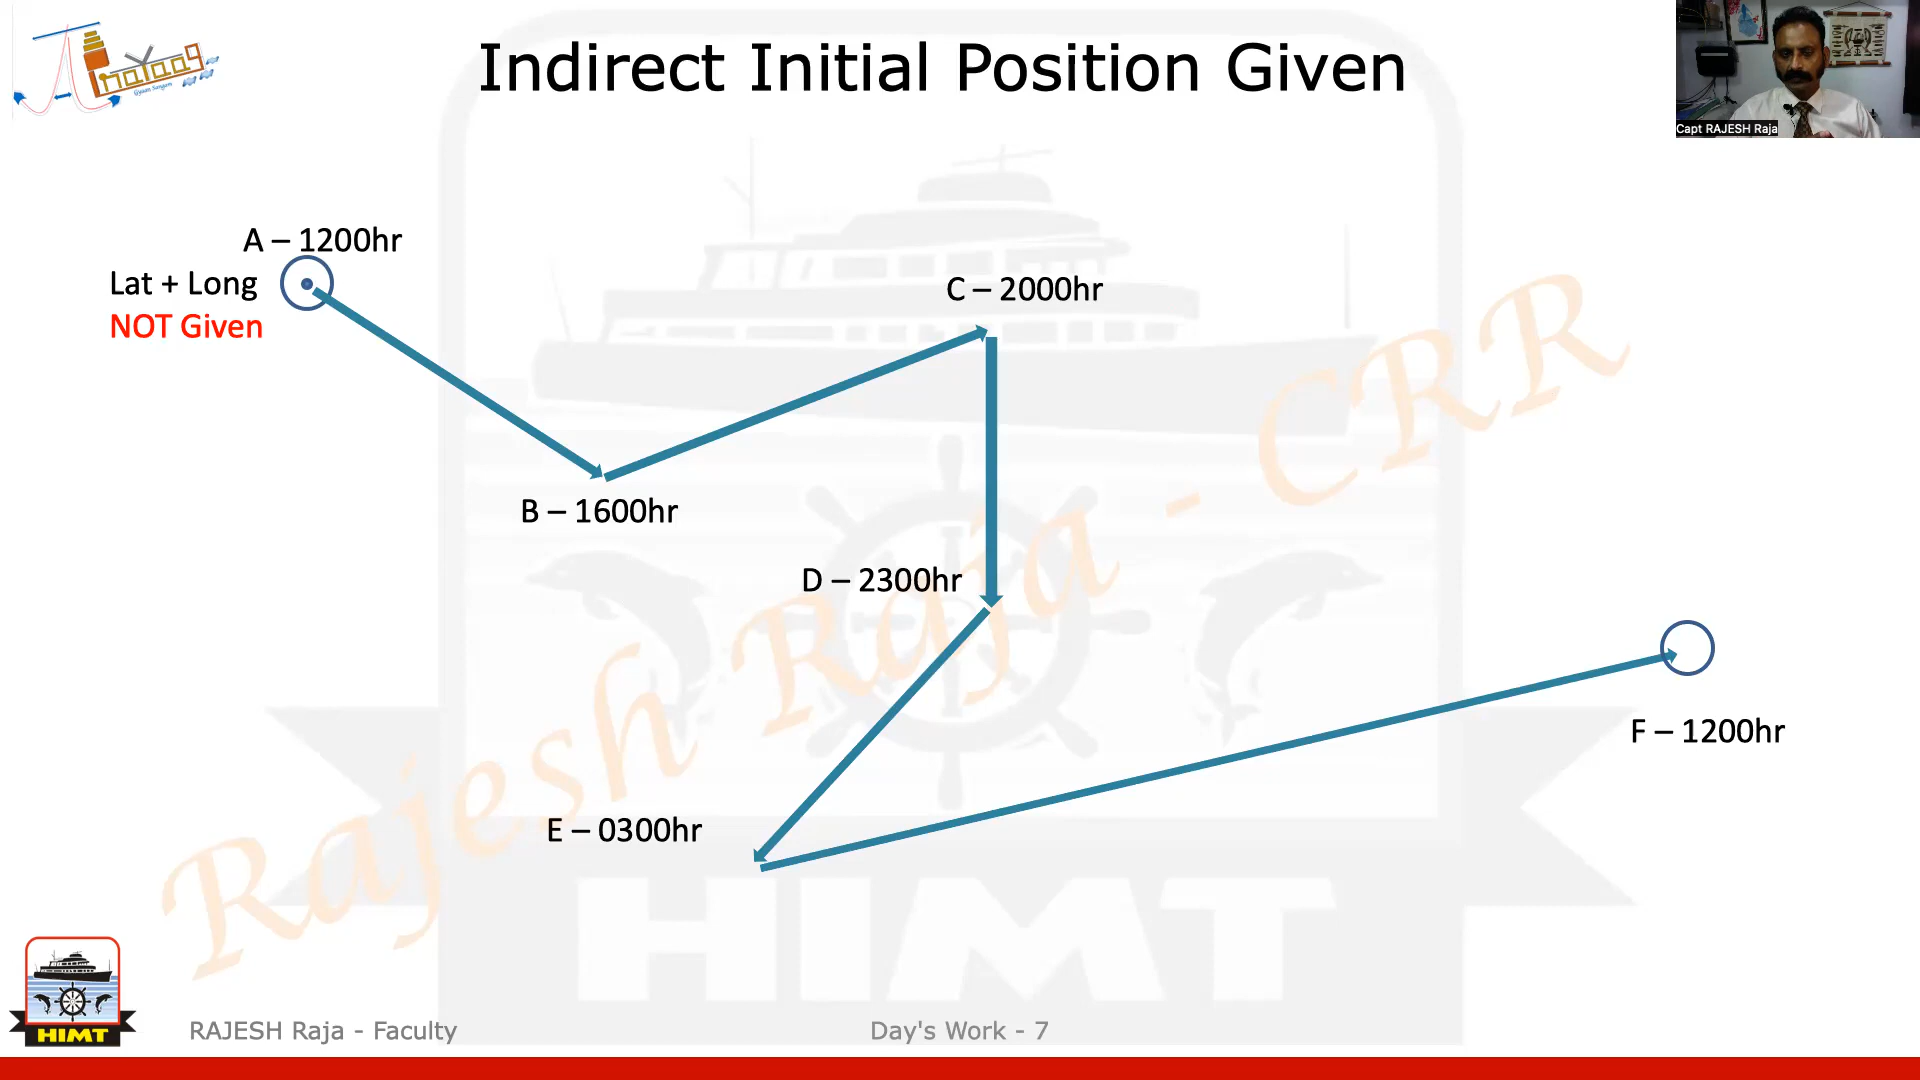 Indirect Initial Position Given
Capt RAJESH Raja
A – 1200hr
Lat + Long
NOT Given
C – 2000hr
B – 1600hr
D – 2300hr
F – 1200hr
E – 0300hr
Rajesh Raja - CRR
HIMT
HIMT
RAJESH Raja - Faculty
Day's Work - 7